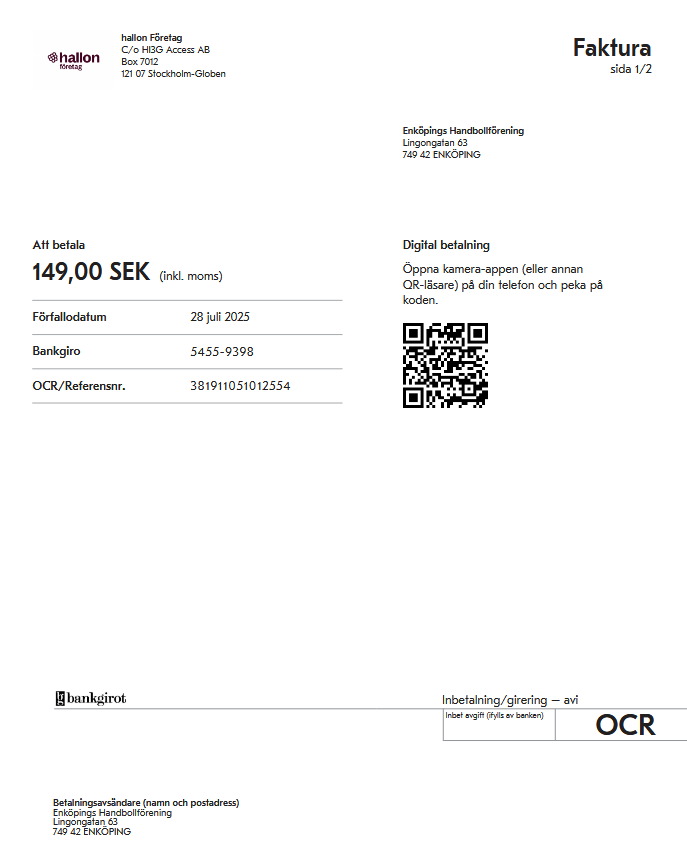 hallon
företag
hallon Företag
C/o HI3G Access AB
Box 7012
121 07 Stockholm-Globen
Faktura
sida 1/2
Enköpings Handbollförening
Lingongatan 63
749 42 ENKÖPING
Att betala
149,00 SEK (inkl. moms)
Förfallodatum 28 juli 2025
Bankgiro 5455-9398
OCR/Referensnr. 381911051012554
Digital betalning
Öppna kamera-appen (eller annan
QR-läsare) på din telefon och peka på
koden.
bankgirot
Inbetalning/girering – avi
Inbet avgift (ifylls av banken)
OCR
Betalningsavsändare (namn och postadress)
Enköpings Handbollförening
Lingongatan 63
749 42 ENKÖPING